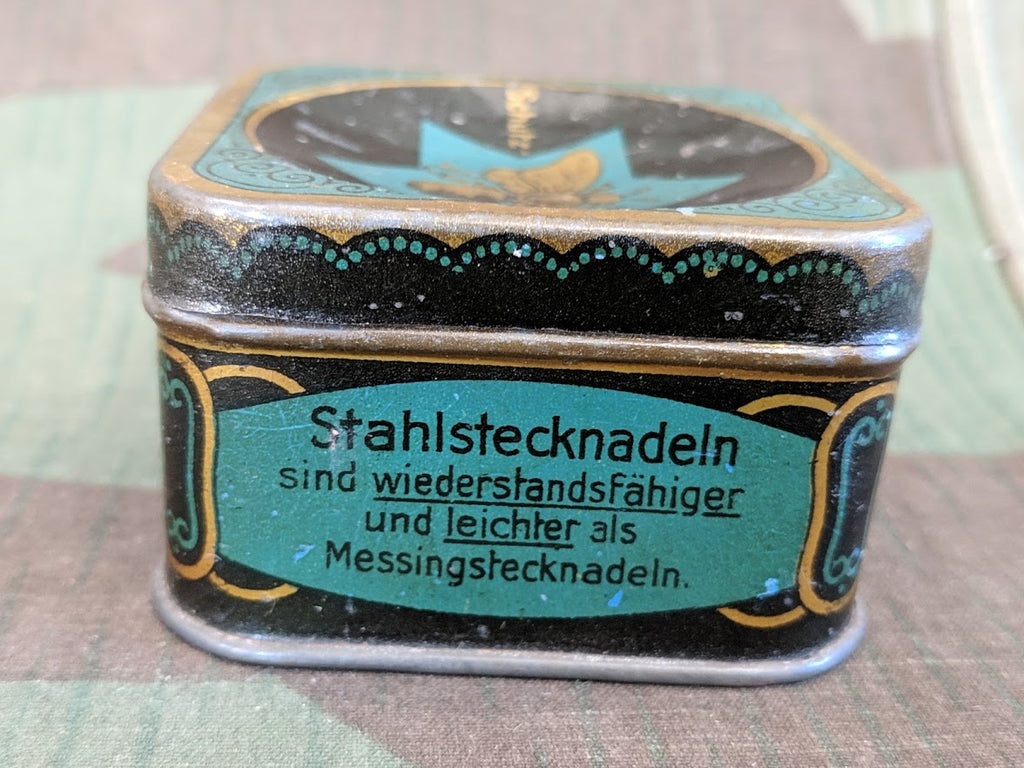 Stahlstecknadeln
sind wiederstandsfähiger
und leichter als
Messingstecknadeln.